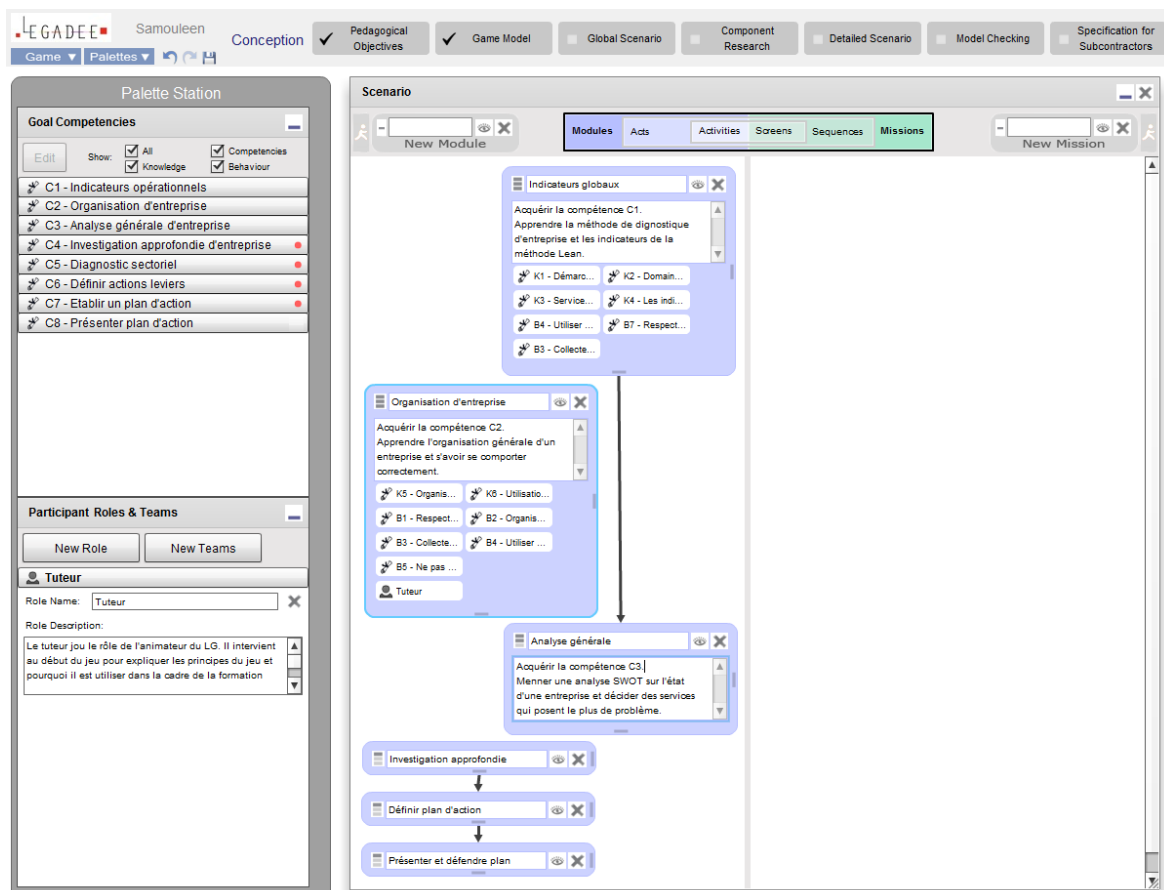 LEGADEE
Samouleen
Conception
Pedagogical
Objectives
Game Model
Global Scenario
Component
Research
Detailed Scenario
Model Checking
Specification for
Subcontractors
Game
Palettes
Palette Station
Goal Competencies
Edit
Show:
All
Competencies
Knowledge
Behaviour
C1 - Indicateurs opérationnels
C2 - Organisation d'entreprise
C3 - Analyse générale d'entreprise
C4 - Investigation approfondie d'entreprise
C5 - Diagnostic sectoriel
C6 - Définir actions leviers
C7 - Etablir un plan d'action
C8 - Présenter plan d'action
Participant Roles & Teams
New Role
New Teams
Tuteur
Role Name:
Tuteur
Role Description:
Le tuteur jou le rôle de l'animateur du LG. Il intervient
au début du jeu pour expliquer les principes du jeu et
pourquoi il est utiliser dans la cadre de la formation
Scenario
New Module
Modules
Acts
Activities
Screens
Sequences
Missions
New Mission
Indicateurs globaux
Acquérir la compétence C1.
Apprendre la méthode de dignostique
d'entreprise et les indicateurs de la
méthode Lean.
K1 - Démarc...
K2 - Domain...
K3 - Service...
K4 - Les indi...
B4 - Utiliser ...
B7 - Respect...
B3 - Collecte...
Organisation d'entreprise
Acquérir la compétence C2.
Apprendre l'organisation générale d'un
entreprise et s'avoir se comporter
correctement.
K5 - Organis...
K6 - Utilisatio...
B1 - Respect...
B2 - Organis...
B3 - Collecte...
B4 - Utiliser ...
B5 - Ne pas ...
Tuteur
Analyse générale
Acquérir la compétence C3.
Menner une analyse SWOT sur l'état
d'une entreprise et décider des services
qui posent le plus de problème.
Investigation approfondie
Définir plan d'action
Présenter et défendre plan